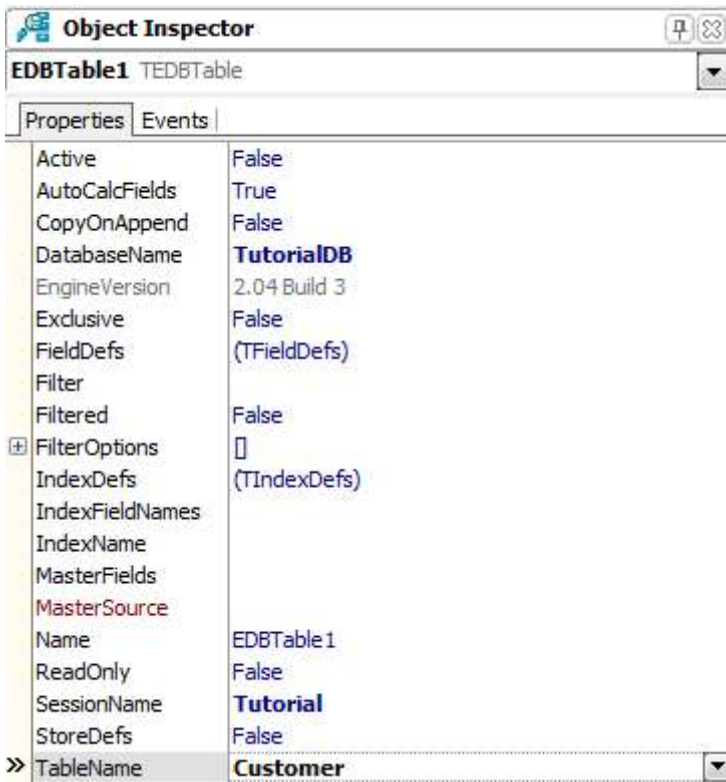 Object Inspector
EDBTable1 TEDBTable
Properties Events
Active False
AutoCalcFields True
CopyOnAppend False
DatabaseName TutorialDB
EngineVersion 2.04 Build 3
Exclusive False
FieldDefs (TFieldDefs)
Filter
Filtered False
FilterOptions []
IndexDefs (TIndexDefs)
IndexFieldNames
IndexName
MasterFields
MasterSource
Name EDBTable1
ReadOnly False
SessionName Tutorial
StoreDefs False
TableName Customer